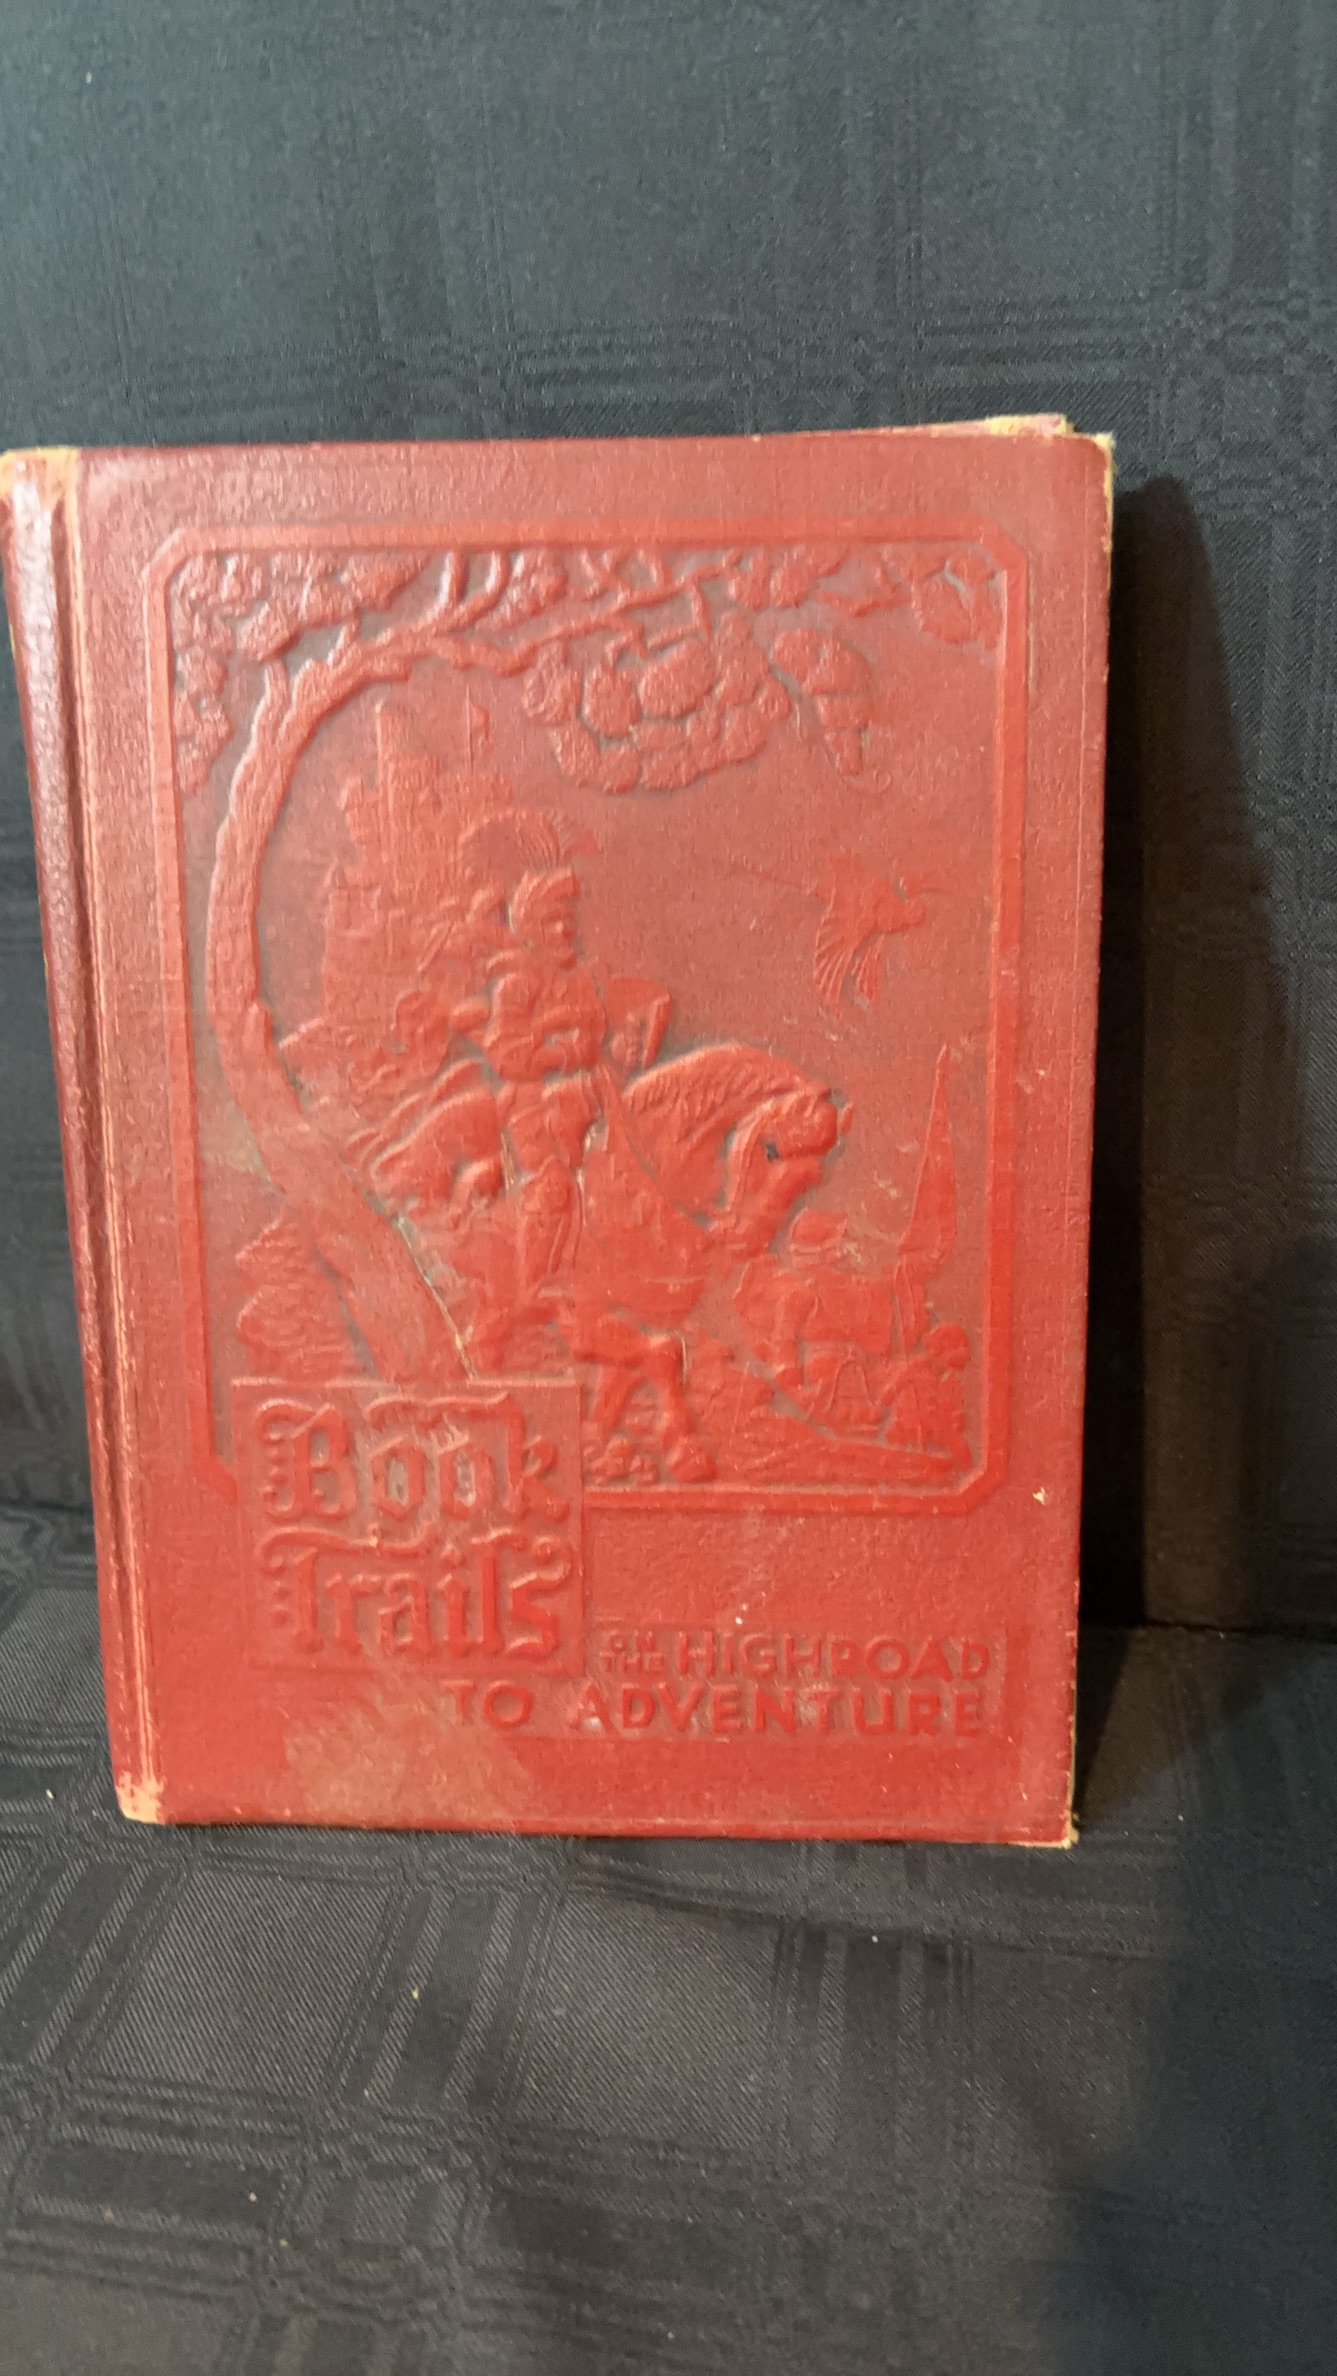 Book
Trails
ON THE HIGHROAD
TO ADVENTURE